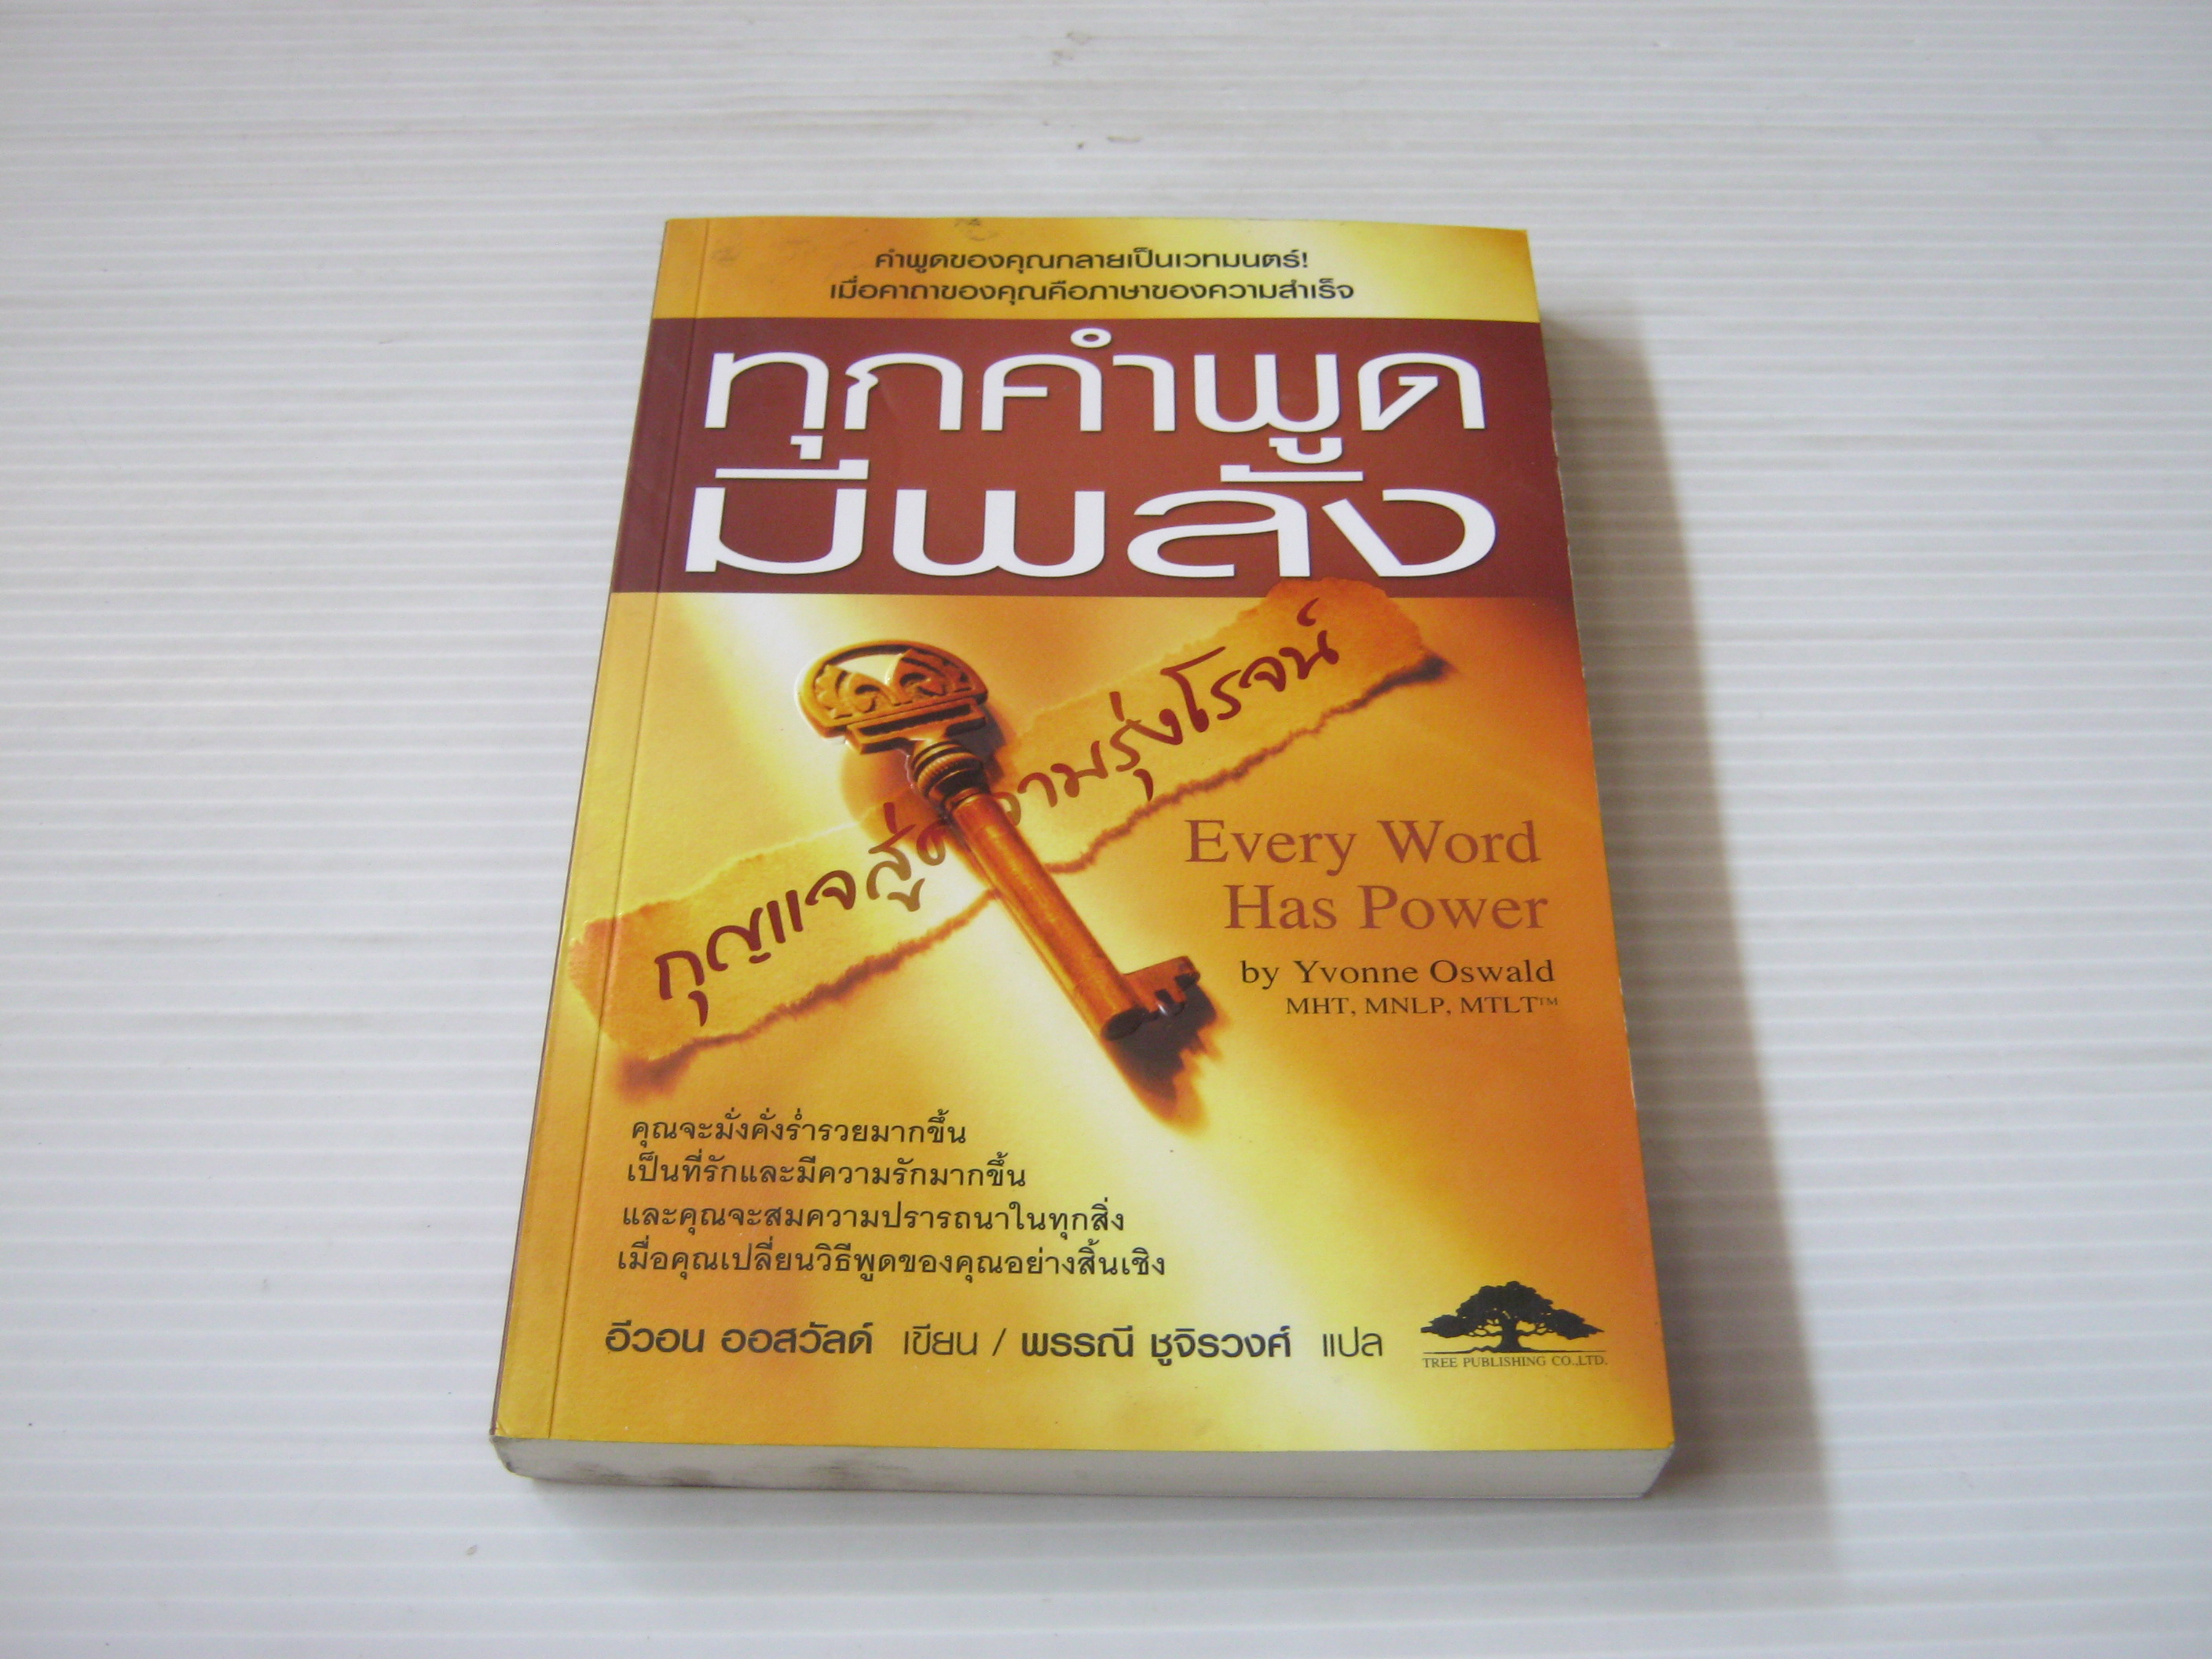 คำพูดของคุณกลายเป็นเวทมนตร์!
เมื่อคาถาของคุณคือภาษาของความสำเร็จ
ทุกคำพูด
มีพลัง
กุญแจสู่ความรุ่งโรจน์
Every Word
Has Power
by Yvonne Oswald
MHT, MNLP, MTLT™
คุณจะมั่งคั่งร่ำรวยมากขึ้น
เป็นที่รักและมีความรักมากขึ้น
และคุณจะสมความปรารถนาในทุกสิ่ง
เมื่อคุณเปลี่ยนวิธีพูดของคุณอย่างสิ้นเชิง
อีวอน ออสวัลด์ เขียน / พรรณี ชูจิรวงศ์ แปล
TREE PUBLISHING CO.,LTD.